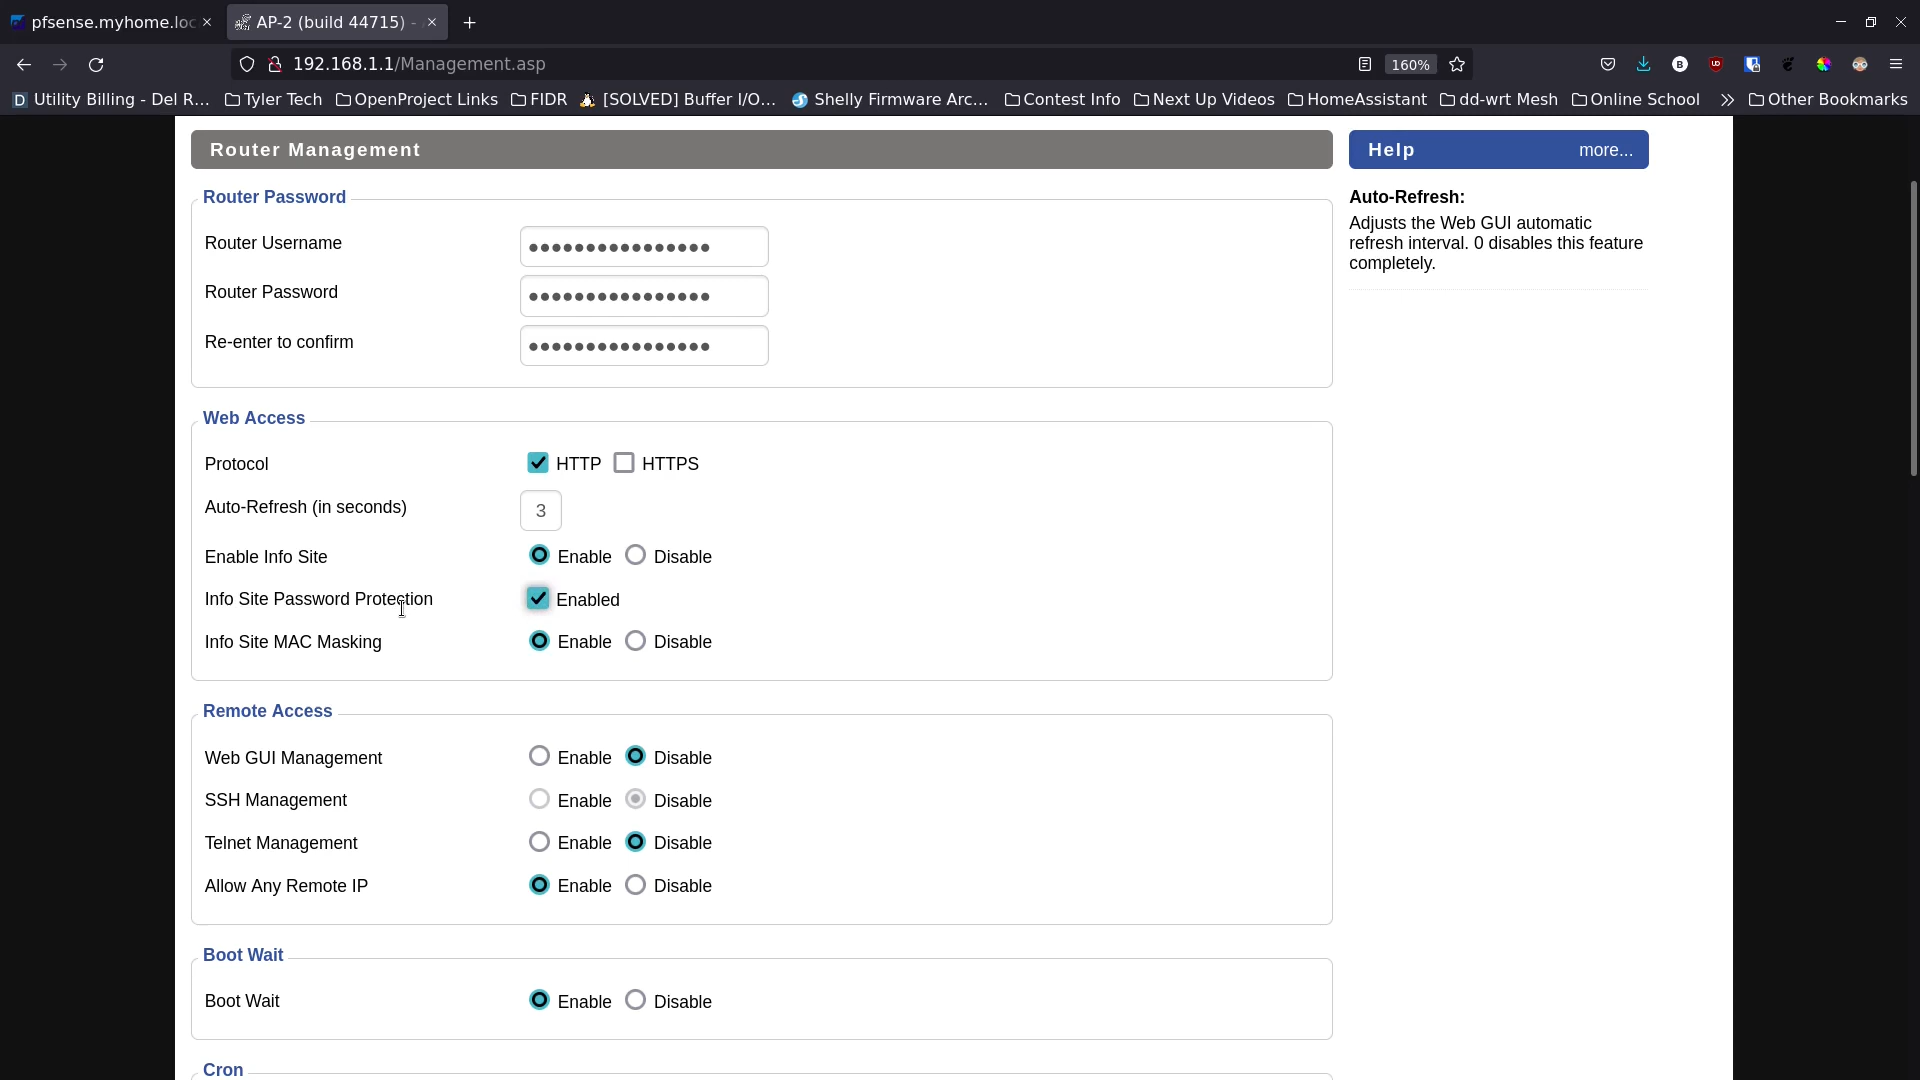 pfsense.myhome.loc
AP-2 (build 44715) -
192.168.1.1/Management.asp
160%
Utility Billing - Del R...
Tyler Tech
OpenProject Links
FIDR
[SOLVED] Buffer I/O...
Shelly Firmware Arc...
Contest Info
Next Up Videos
HomeAssistant
dd-wrt Mesh
Online School
Other Bookmarks
Router Management
Help
more...
Router Password
Router Username
Router Password
Re-enter to confirm
Auto-Refresh:
Adjusts the Web GUI automatic
refresh interval. 0 disables this feature
completely.
Web Access
Protocol HTTP HTTPS
Auto-Refresh (in seconds) 3
Enable Info Site Enable Disable
Info Site Password Protection Enabled
Info Site MAC Masking Enable Disable
Remote Access
Web GUI Management Enable Disable
SSH Management Enable Disable
Telnet Management Enable Disable
Allow Any Remote IP Enable Disable
Boot Wait
Boot Wait Enable Disable
Cron